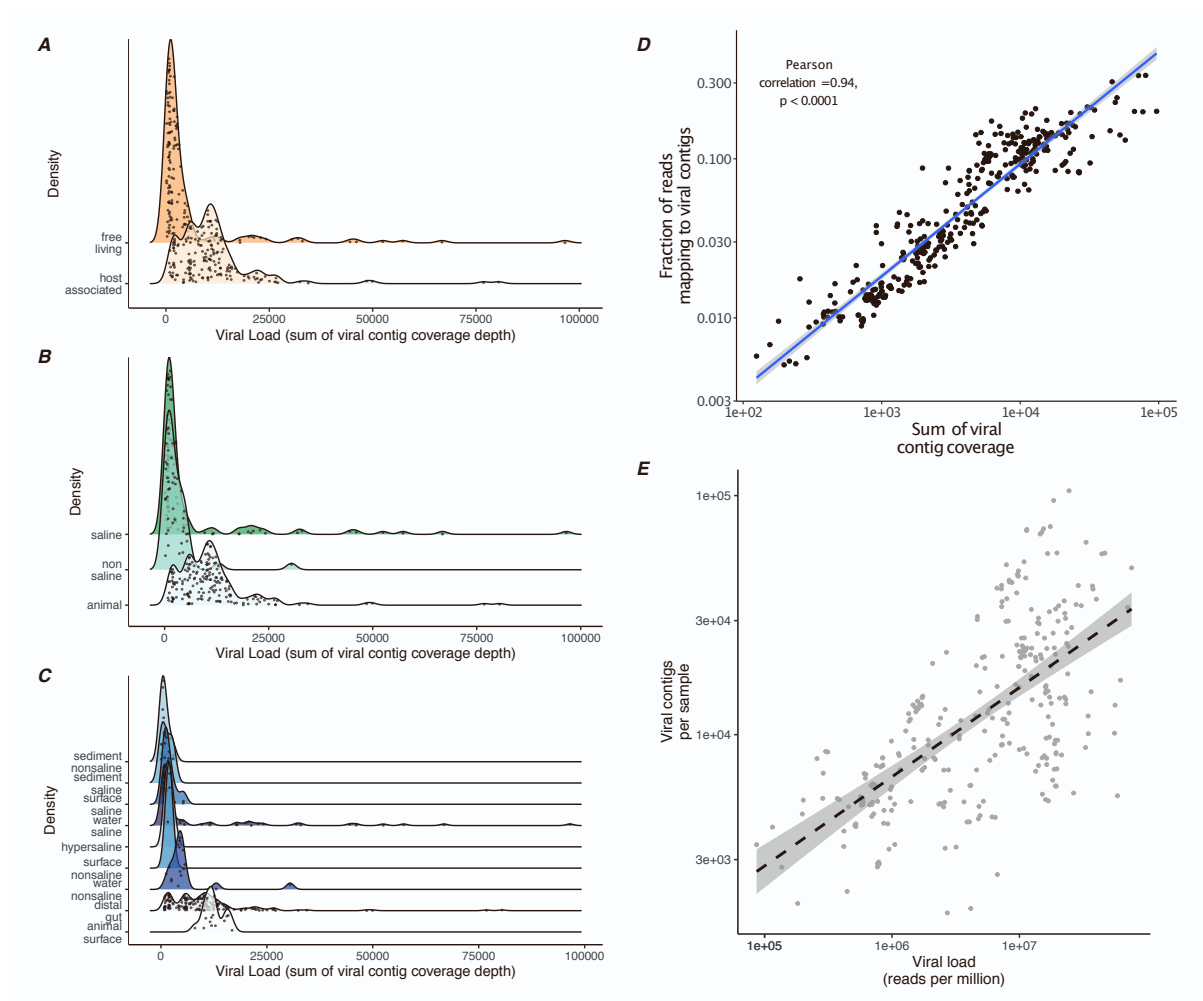 A
Density
free
living
host
associated
0
25000
50000
75000
100000
Viral Load (sum of viral contig coverage depth)
B
Density
saline
non
saline
animal
0
25000
50000
75000
100000
Viral Load (sum of viral contig coverage depth)
C
Density
sediment
nonsaline
sediment
saline
surface
saline
water
saline
hypersaline
surface
nonsaline
water
nonsaline
distal
gut
animal
surface
0
25000
50000
75000
100000
Viral Load (sum of viral contig coverage depth)
D
Pearson
correlation =0.94,
p < 0.0001
Fraction of reads
mapping to viral contigs
0.300
0.100
0.030
0.010
0.003
1e+02
1e+03
1e+04
1e+05
Sum of viral
contig coverage
E
Viral contigs
per sample
1e+05
3e+04
1e+04
3e+03
1e+05
1e+06
1e+07
Viral load
(reads per million)